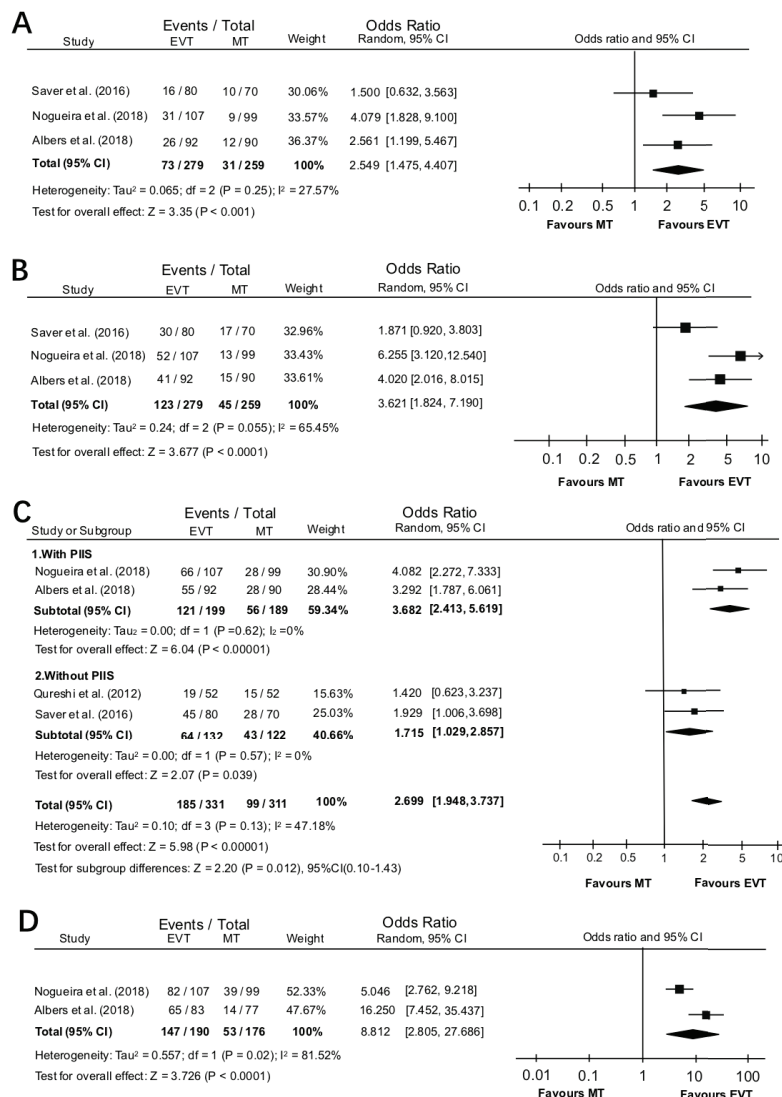 A
Events / Total Odds Ratio
Study EVT MT Weight Random, 95% CI Odds ratio and 95% CI
Saver et al. (2016) 16 / 80 10 / 70 30.06% 1.500 [0.632, 3.563]
Nogueira et al. (2018) 31 / 107 9 / 99 33.57% 4.079 [1.828, 9.100]
Albers et al. (2018) 26 / 92 12 / 90 36.37% 2.561 [1.199, 5.467]
Total (95% CI) 73 / 279 31 / 259 100% 2.549 [1.475, 4.407]
Heterogeneity: Tau² = 0.065; df = 2 (P = 0.25); I² = 27.57%
Test for overall effect: Z = 3.35 (P < 0.001)
0.1 0.2 0.5 1 2 5 10
Favours MT Favours EVT
B
Events / Total Odds Ratio
Study EVT MT Weight Random, 95% CI Odds ratio and 95% CI
Saver et al. (2016) 30 / 80 17 / 70 32.96% 1.871 [0.920, 3.803]
Nogueira et al. (2018) 52 / 107 13 / 99 33.43% 6.255 [3.120,12.540]
Albers et al. (2018) 41 / 92 15 / 90 33.61% 4.020 [2.016, 8.015]
Total (95% CI) 123 / 279 45 / 259 100% 3.621 [1.824, 7.190]
Heterogeneity: Tau² = 0.24; df = 2 (P = 0.055); I² = 65.45%
Test for overall effect: Z = 3.677 (P < 0.0001)
0.1 0.2 0.5 1 2 5 10
Favours MT Favours EVT
C
Events / Total Odds Ratio
Study or Subgroup EVT MT Weight Random, 95% CI Odds ratio and 95% CI
1.With PIIS
Nogueira et al. (2018) 66 / 107 28 / 99 30.90% 4.082 [2.272, 7.333]
Albers et al. (2018) 55 / 92 28 / 90 28.44% 3.292 [1.787, 6.061]
Subtotal (95% CI) 121 / 199 56 / 189 59.34% 3.682 [2.413, 5.619]
Heterogeneity: Tau₂ = 0.00; df = 1 (P =0.62); I₂ =0%
Test for overall effect: Z = 6.04 (P < 0.00001)
2.Without PIIS
Qureshi et al. (2012) 19 / 52 15 / 52 15.63% 1.420 [0.623, 3.237]
Saver et al. (2016) 45 / 80 28 / 70 25.03% 1.929 [1.006, 3.698]
Subtotal (95% CI) 64 / 132 43 / 122 40.66% 1.715 [1.029, 2.857]
Heterogeneity: Tau² = 0.00; df = 1 (P = 0.57); I² = 0%
Test for overall effect: Z = 2.07 (P = 0.039)
Total (95% CI) 185 / 331 99 / 311 100% 2.699 [1.948, 3.737]
Heterogeneity: Tau² = 0.10; df = 3 (P = 0.13); I² = 47.18%
Test for overall effect: Z = 5.98 (P < 0.00001)
Test for subgroup differences: Z = 2.20 (P = 0.012), 95%CI(0.10-1.43)
0.1 0.2 0.5 1 2 5 10
Favours MT Favours EVT
D
Events / Total Odds Ratio
Study EVT MT Weight Random, 95% CI Odds ratio and 95% CI
Nogueira et al. (2018) 82 / 107 39 / 99 52.33% 5.046 [2.762, 9.218]
Albers et al. (2018) 65 / 83 14 / 77 47.67% 16.250 [7.452, 35.437]
Total (95% CI) 147 / 190 53 / 176 100% 8.812 [2.805, 27.686]
Heterogeneity: Tau² = 0.557; df = 1 (P = 0.02); I² = 81.52%
Test for overall effect: Z = 3.726 (P < 0.0001)
0.01 0.1 1 10 100
Favours MT Favours EVT